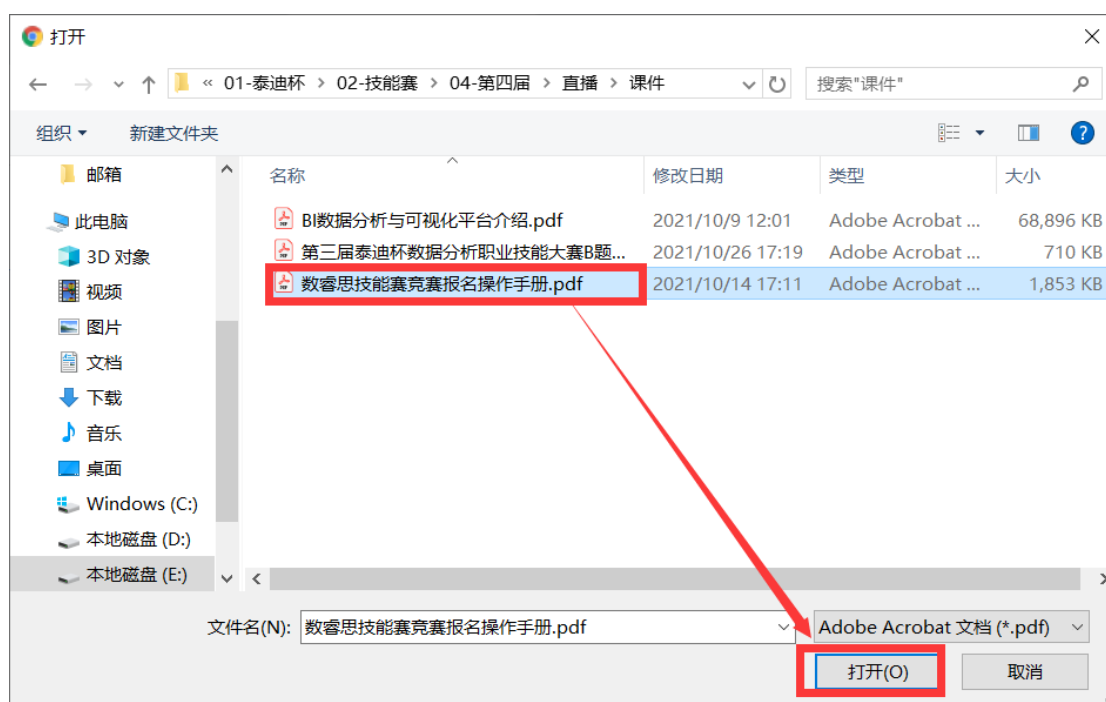 打开
« 01-泰迪杯 > 02-技能赛 > 04-第四届 > 直播 > 课件
搜索"课件"
组织 新建文件夹
名称 修改日期 类型 大小
邮箱
此电脑
3D 对象
视频
图片
文档
下载
音乐
桌面
Windows (C:)
本地磁盘 (D:)
本地磁盘 (E:)
BI数据分析与可视化平台介绍.pdf 2021/10/9 12:01 Adobe Acrobat ... 68,896 KB
第三届泰迪杯数据分析职业技能大赛B题... 2021/10/26 17:19 Adobe Acrobat ... 710 KB
数睿思技能赛竞赛报名操作手册.pdf 2021/10/14 17:11 Adobe Acrobat ... 1,853 KB
文件名(N): 数睿思技能赛竞赛报名操作手册.pdf Adobe Acrobat 文档 (*.pdf)
打开(O) 取消